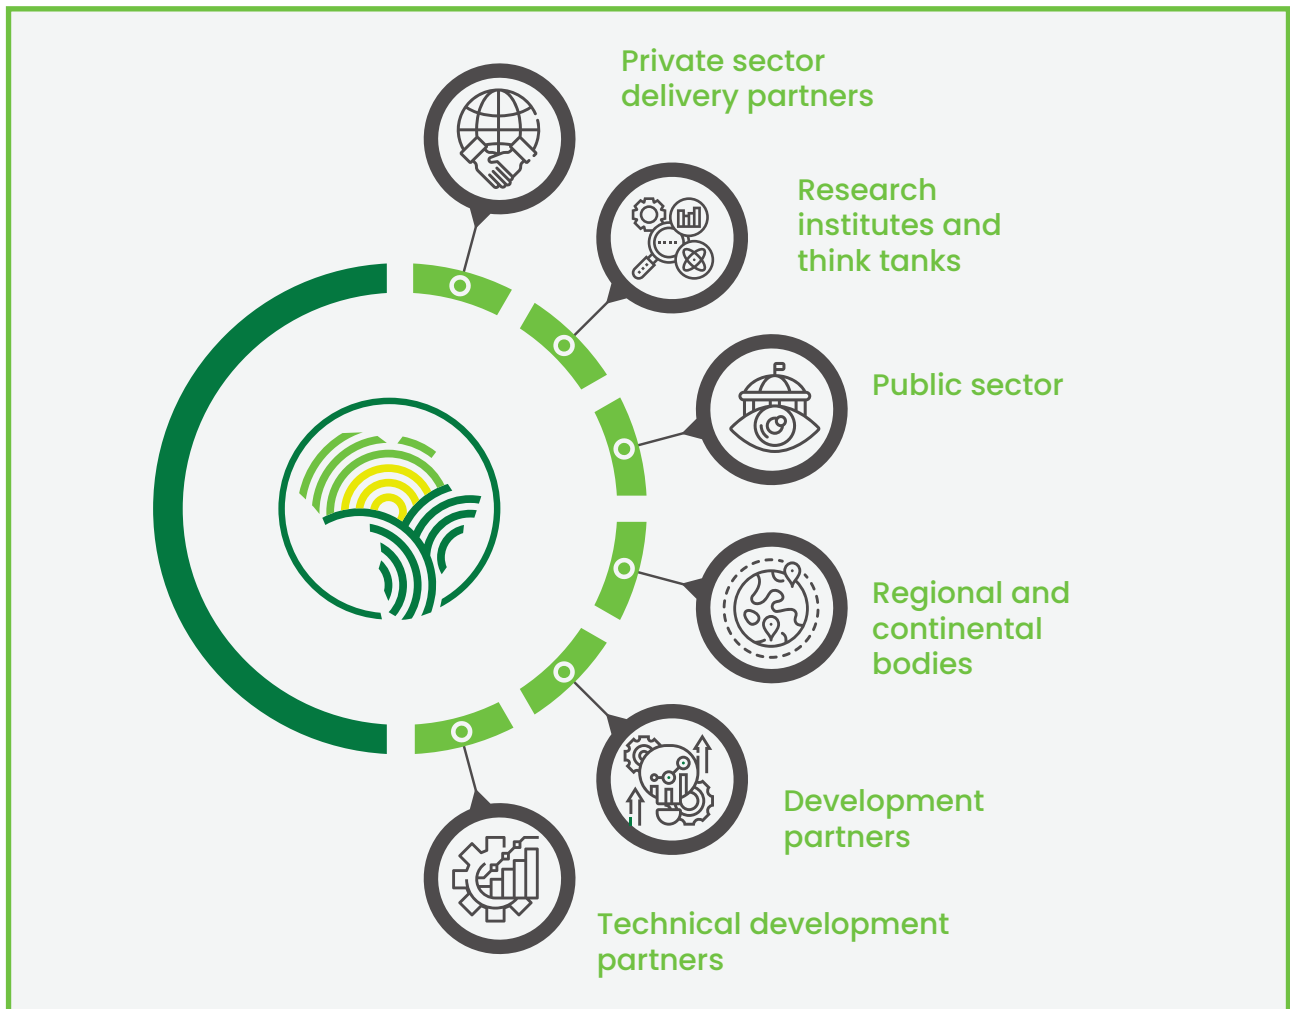 Private sector
delivery partners
Research
institutes and
think tanks
Public sector
Regional and
continental
bodies
Development
partners
Technical development
partners